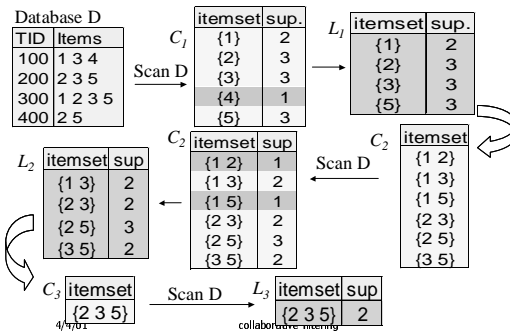 Database D
TID Items
100 1 3 4
200 2 3 5
300 1 2 3 5
400 2 5
Scan D
C1
itemset sup.
{1} 2
{2} 3
{3} 3
{4} 1
{5} 3
L1
itemset sup.
{1} 2
{2} 3
{3} 3
{5} 3
C2
itemset
{1 2}
{1 3}
{1 5}
{2 3}
{2 5}
{3 5}
Scan D
C2
itemset sup
{1 2} 1
{1 3} 2
{1 5} 1
{2 3} 2
{2 5} 3
{3 5} 2
L2
itemset sup
{1 3} 2
{2 3} 2
{2 5} 3
{3 5} 2
C3
itemset
{2 3 5}
Scan D
L3
itemset sup
{2 3 5} 2
4/4/01
collaborative filtering